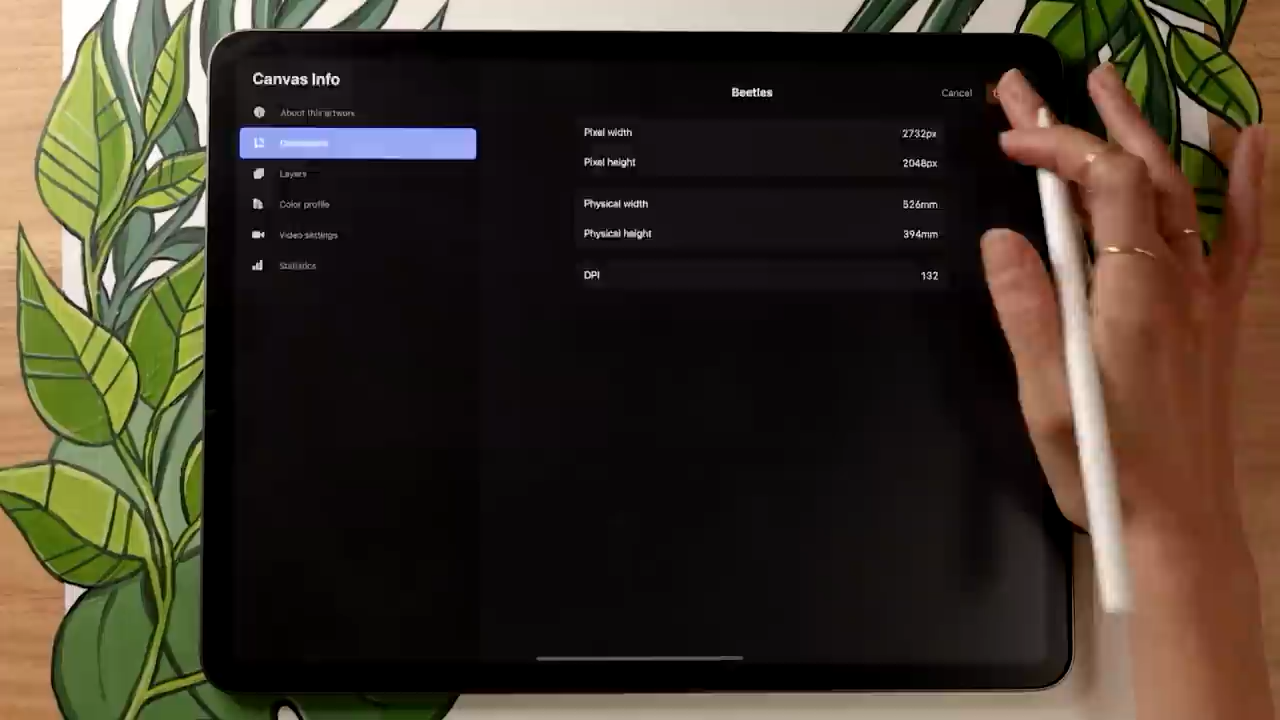 Canvas Info
Beetles
Cancel
About this artwork
Dimensions
Layers
Color profile
Video settings
Statistics
Pixel width 2732px
Pixel height 2048px
Physical width 526mm
Physical height 394mm
DPI 132